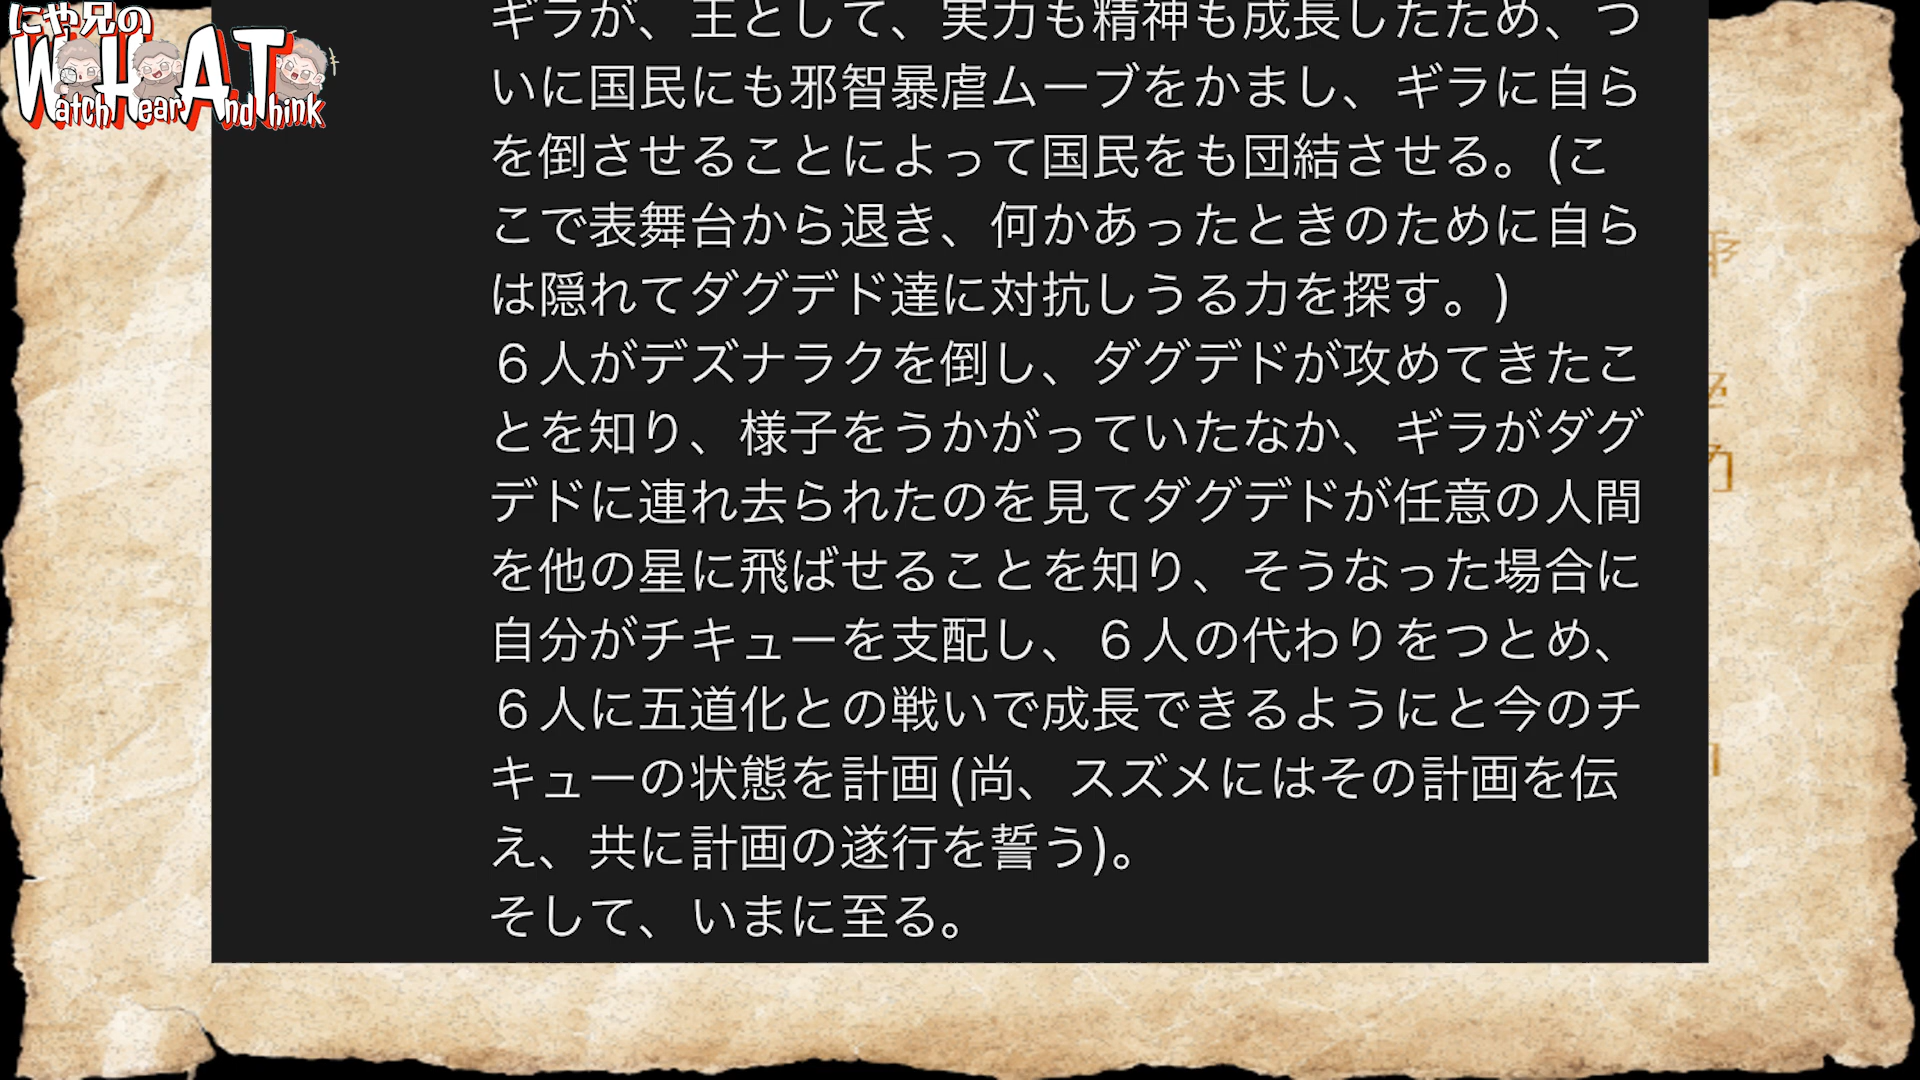 にや兄の
WHAT
Watch Hear And Think
ギラが、王として、実力も精神も成長したため、つ
いに国民にも邪智暴虐ムーブをかまし、ギラに自ら
を倒させることによって国民をも団結させる。(こ
こで表舞台から退き、何かあったときのために自ら
は隠れてダグデド達に対抗しうる力を探す。)
６人がデズナラクを倒し、ダグデドが攻めてきたこ
とを知り、様子をうかがっていたなか、ギラがダグ
デドに連れ去られたのを見てダグデドが任意の人間
を他の星に飛ばせることを知り、そうなった場合に
自分がチキューを支配し、６人の代わりをつとめ、
６人に五道化との戦いで成長できるようにと今のチ
キューの状態を計画(尚、スズメにはその計画を伝
え、共に計画の遂行を誓う)。
そして、いまに至る。